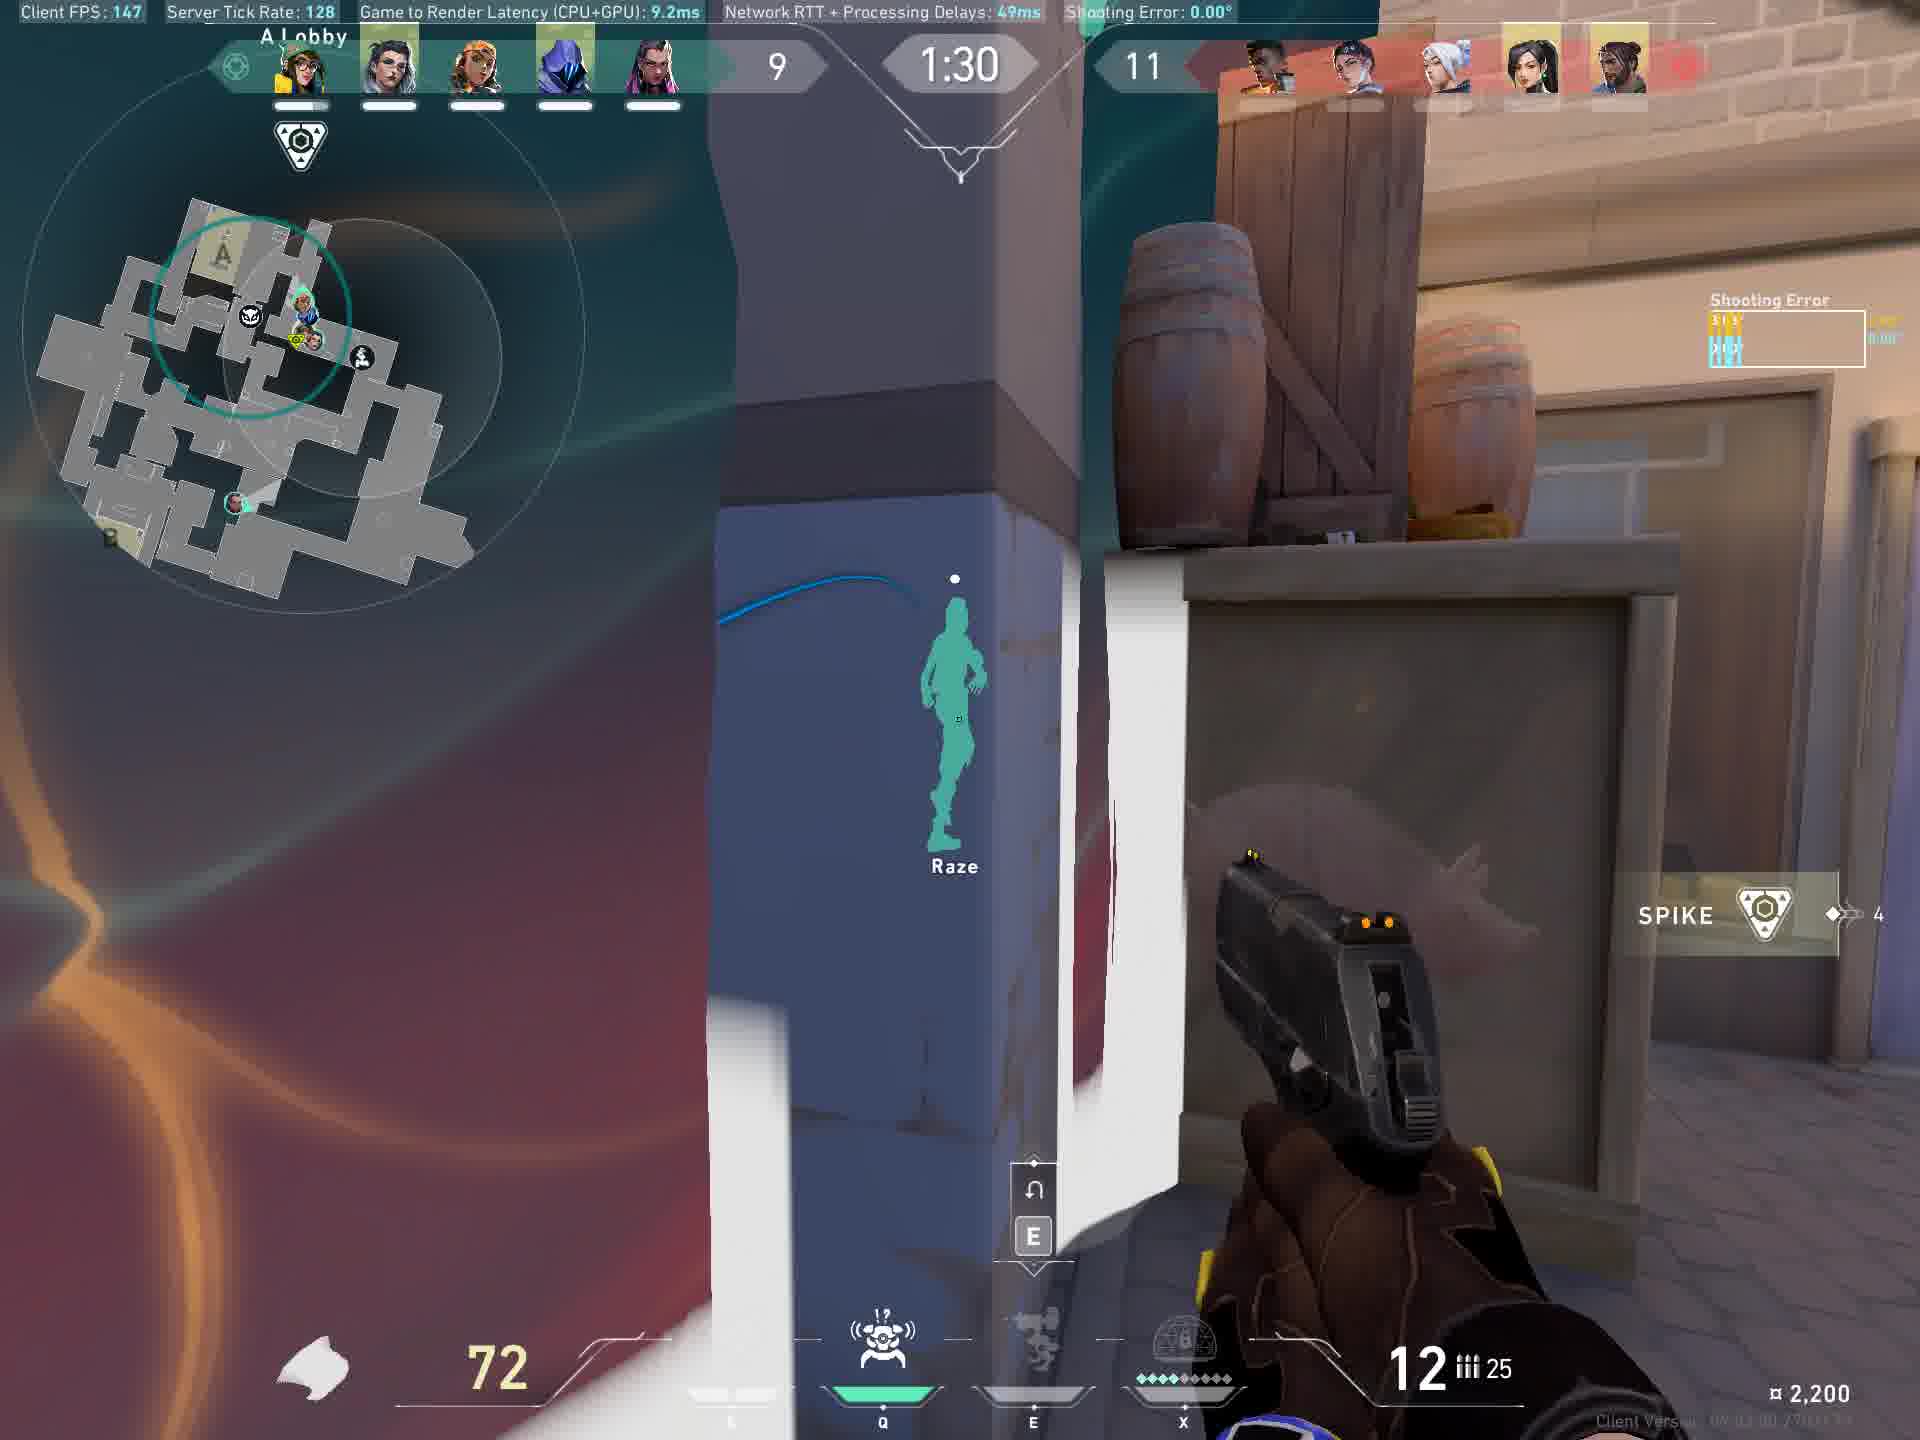 Client FPS: 147 Server Tick Rate: 128 Game to Render Latency (CPU+GPU): 9.2ms Network RTT + Processing Delays: 49ms Shooting Error: 0.00°
A Lobby
9 1:30 11
A
Shooting Error
Raze
SPIKE 4
E
72
12 25
¤ 2,200
Q E X